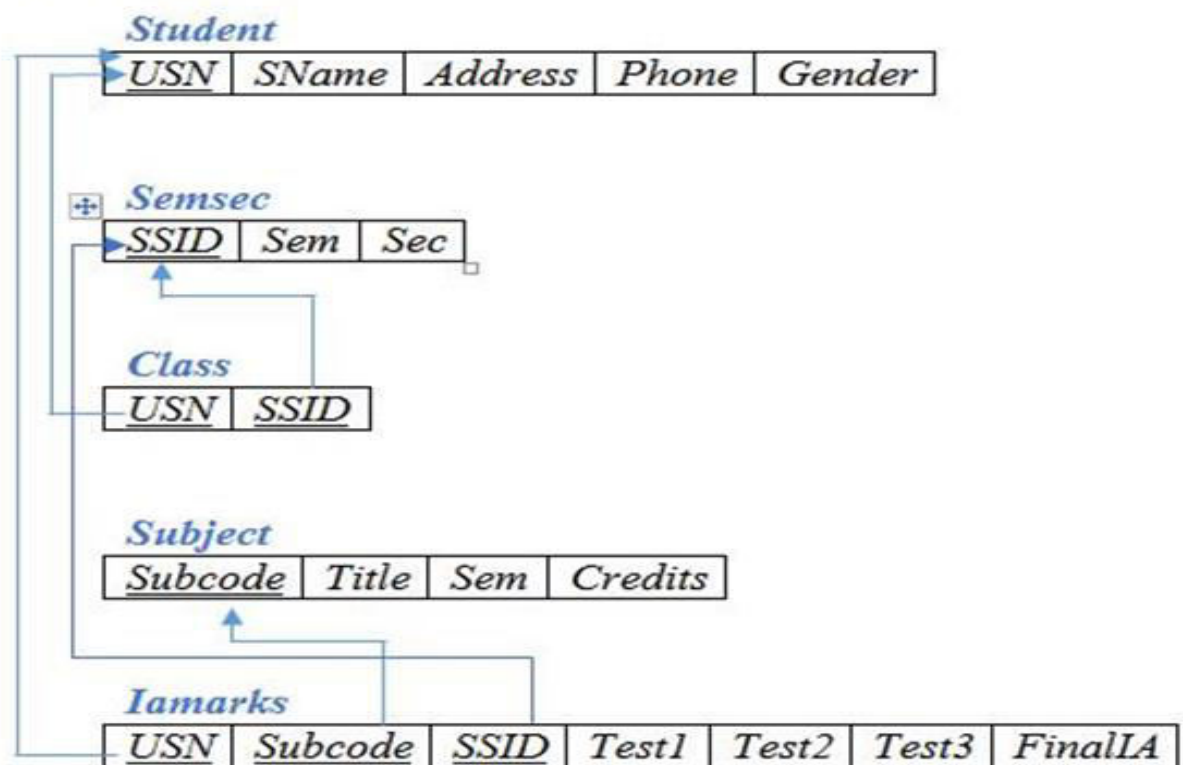 Student
USN SName Address Phone Gender
Semsec
SSID Sem Sec
Class
USN SSID
Subject
Subcode Title Sem Credits
Iamarks
USN Subcode SSID Test1 Test2 Test3 FinalIA